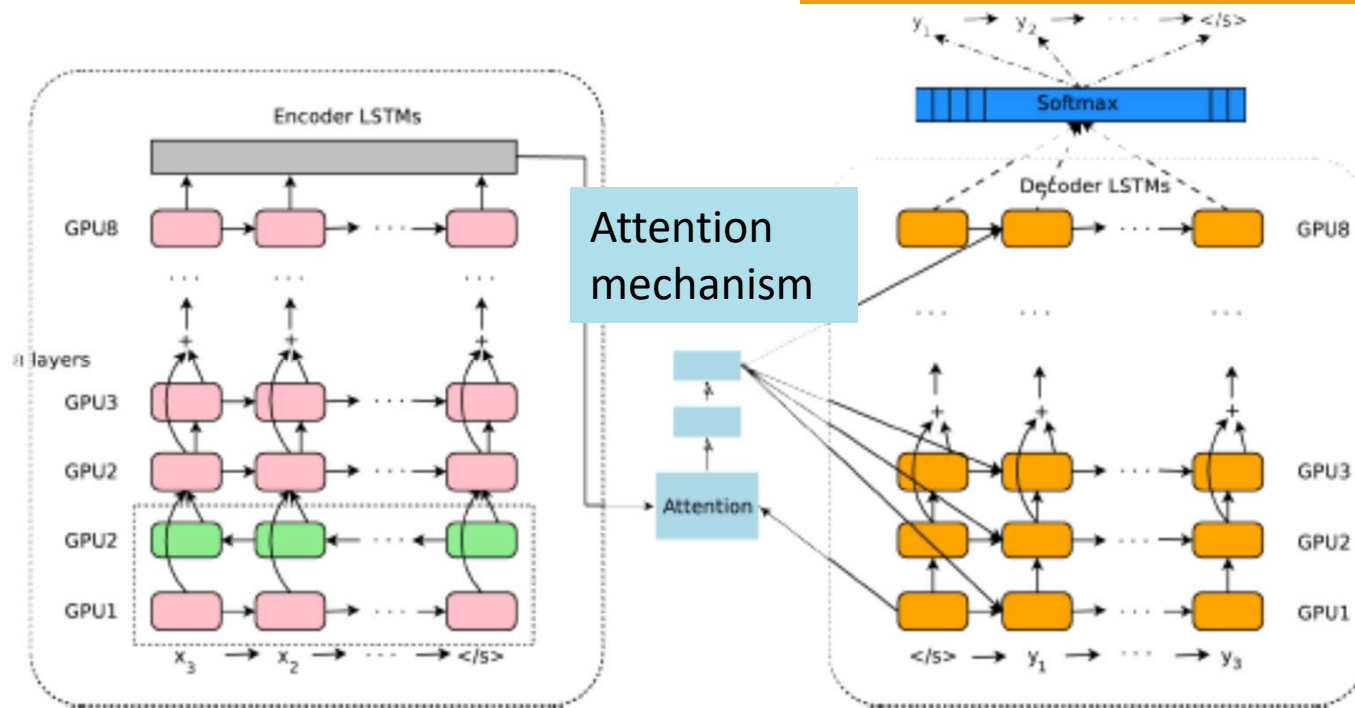 y1 y2 ... </s>
Softmax
Encoder LSTMs
Decoder LSTMs
GPU8
GPU8
Attention
mechanism
... ... ...
... ... ...
+ + +
layers
GPU3
+ + +
GPU2
GPU3
Attention
GPU2
GPU2
GPU1
GPU1
x3 x2 ... </s>
</s> y1 ... y3